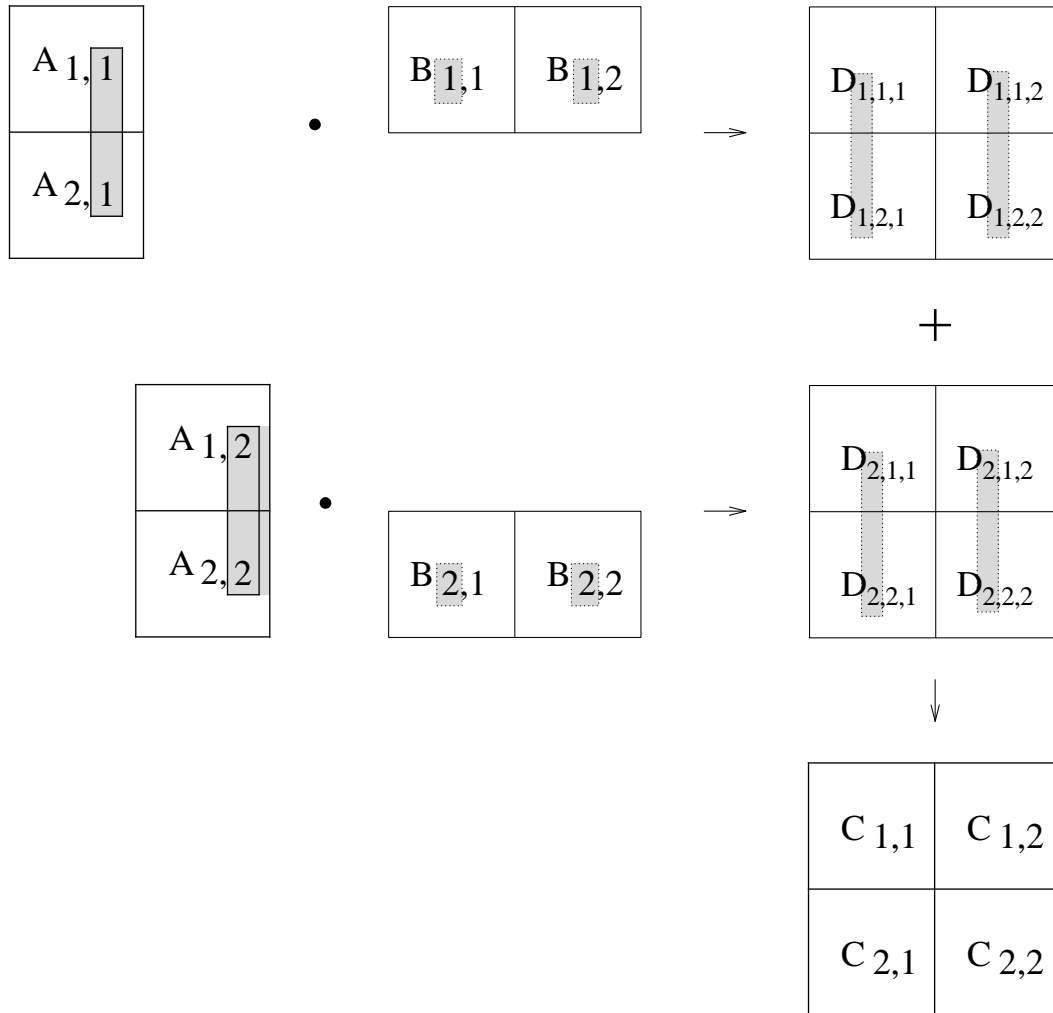 A 1,1 • B 1,1 B 1,2 → D1,1,1 D1,1,2
A 2,1 D1,2,1 D1,2,2
+
A 1,2 • D2,1,1 D2,1,2
A 2,2 B 2,1 B 2,2 → D2,2,1 D2,2,2
C 1,1 C 1,2
C 2,1 C 2,2